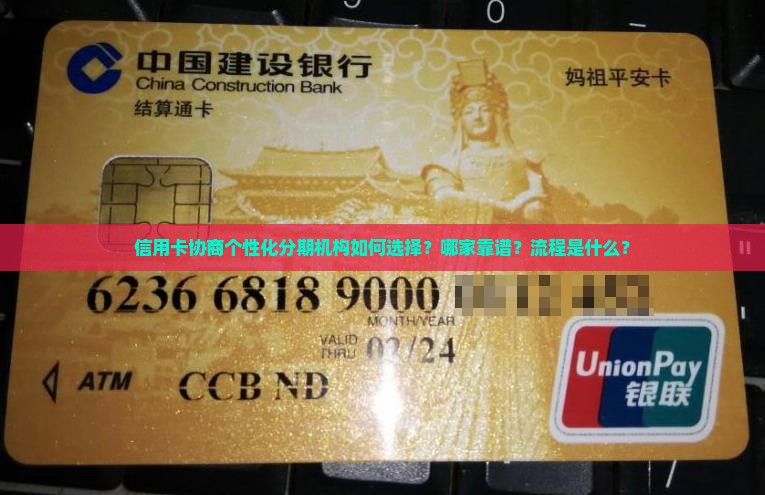 0
中国建设银行
China Construction Bank
结算通卡
妈祖平安卡
信用卡协商个性化分期机构如何选择？哪家靠谱？流程是什么？
6236 6818 9000
MONTH/YEAR
VALID THRU 02/24
ATM CCB ND
UnionPay
银联